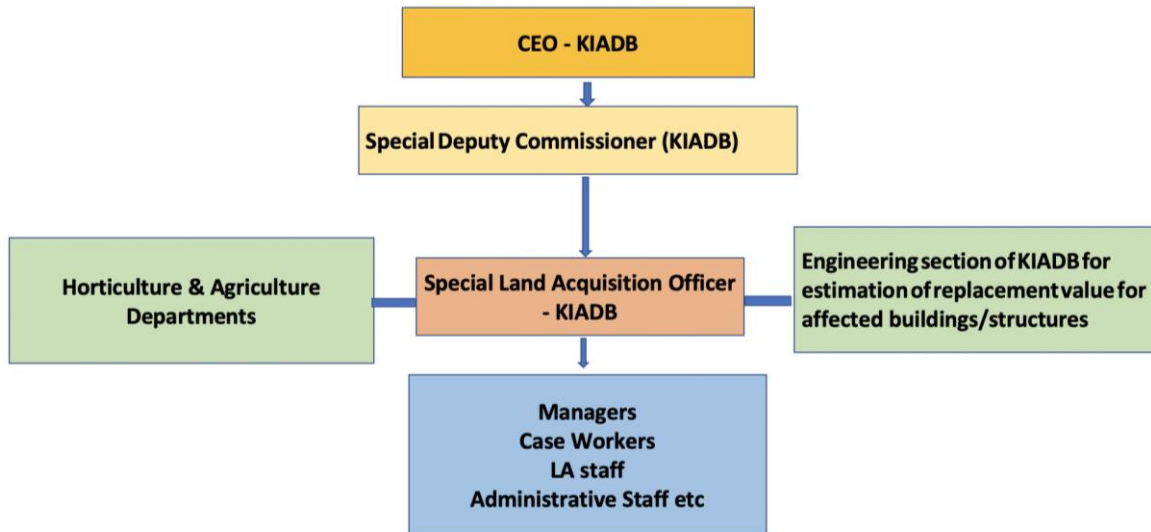 CEO - KIADB
Special Deputy Commissioner (KIADB)
Horticulture & Agriculture
Departments
Special Land Acquisition Officer
- KIADB
Engineering section of KIADB for
estimation of replacement value for
affected buildings/structures
Managers
Case Workers
LA staff
Administrative Staff etc